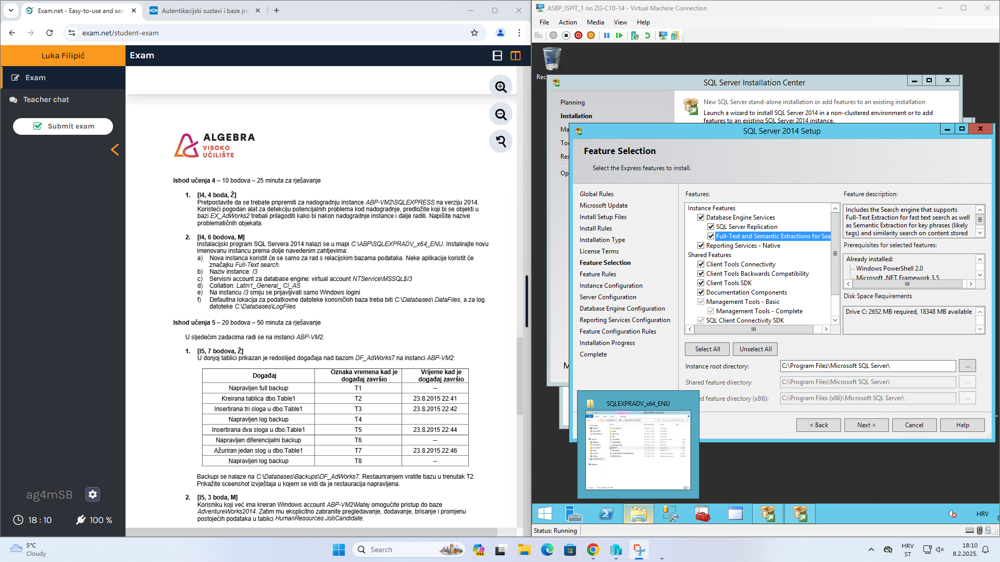 Exam.net - Easy-to-use and sec
Autentikacijski sustavi i baze po
exam.net/student-exam
Luka Filipić
Exam
Exam
Teacher chat
Submit exam
ag4mSB
18:10
100 %
ALGEBRA
VISOKO
UČILIŠTE
Ishod učenja 4 – 10 bodova – 25 minuta za rješavanje
1. [I4, 4 boda, Ž]
Pretpostavite da se trebate pripremiti za nadogradnju instance ABP-VM2\SQLEXPRESS na verziju 2014.
Koristeći pogodan alat za detekciju potencijalnih problema kod nadogradnje, predložite koji bi se objekti u
bazi EX_AdWorks2 trebali prilagoditi kako bi nakon nadogradnje instance i dalje radili. Napišite nazive
problematičnih objekata.
2. [I4, 6 bodova, M]
Instalacijski program SQL Servera 2014 nalazi se u mapi C:\ABP\SQLEXPRADV_x64_ENU. Instalirajte novu
imenovanu instancu prema dolje navedenim zahtjevima:
a) Nova instanca koristit će se samo za rad s relacijskim bazama podataka. Neke aplikacije koristit će
značajku Full-Text search.
b) Naziv instance: I3
c) Servisni account za database engine: virtual account NTService\MSSQL$I3
d) Collation: Latin1_General_ CI_AS
e) Na instancu I3 smiju se prijavljivati samo Windows logini
f) Defaultna lokacija za podatkovne datoteke korisničkih baza treba biti C:\Databases\ DataFiles, a za log
datoteke C:\Databases\LogFiles
Ishod učenja 5 – 20 bodova – 50 minuta za rješavanje
U sljedećim zadacima radi se na instanci ABP-VM2.
1. [I5, 7 bodova, Ž]
U donjoj tablici prikazan je redoslijed događaja nad bazom DF_AdWorks7 na instanci ABP-VM2:
Događaj Oznaka vremena kad je događaj završio Vrijeme kad je događaj završio
Napravljen full backup T1 --
Kreirana tablica dbo.Table1 T2 23.8.2015 22:41
Insertirana tri sloga u dbo.Table1 T3 23.8.2015 22:42
Napravljen log backup T4
Insertirana dva sloga u dbo.Table1 T5 23.8.2015 22:44
Napravljen diferencijalni backup T6 --
Ažuriran jedan slog u dbo.Table1 T7 23.8.2015 22:46
Napravljen log backup T8 --
Backupi se nalaze na C:\Databases\Backups\DF_AdWorks7. Restauriranjem vratite bazu u trenutak T2.
Prikažite sceenshot izvještaja u kojem se vidi da je restauracija napravljena.
2. [I5, 3 boda, M]
Korisniku koji već ima kreiran Windows account ABP-VM2\Matej omogućite pristup do baze
AdventureWorks2014. Zatim mu eksplicitno zabranite pregledavanje, dodavanje, brisanje i promjenu
postojećih podataka u tablici HumanResources.JobCandidate.
ASBP_ISPIT_1 on ZG-C10-14 - Virtual Machine Connection
File Action Media View Help
Rec
SQL Server Installation Center
Planning
Installation
Ma
Too
Res
Op
M
New SQL Server stand-alone installation or add features to an existing installation
Launch a wizard to install SQL Server 2014 in a non-clustered environment or to add
features to an existing SQL Server 2014 instance.
SQL Server 2014 Setup
Feature Selection
Select the Express features to install.
Global Rules
Microsoft Update
Install Setup Files
Install Rules
Installation Type
License Terms
Feature Selection
Feature Rules
Instance Configuration
Server Configuration
Database Engine Configuration
Reporting Services Configuration
Feature Configuration Rules
Installation Progress
Complete
Features:
Instance Features
Database Engine Services
SQL Server Replication
Full-Text and Semantic Extractions for Sea
Reporting Services - Native
Shared Features
Client Tools Connectivity
Client Tools Backwards Compatibility
Client Tools SDK
Documentation Components
Management Tools - Basic
Management Tools - Complete
SQL Client Connectivity SDK
Feature description:
Includes the Search engine that supports
Full-Text Extraction for fast text search as well
as Semantic Extraction for key phrases (likely
tags) and similarity search on content stored
Prerequisites for selected features:
Already installed:
Windows PowerShell 2.0
Microsoft .NET Framework 3.5
Disk Space Requirements
Drive C: 2652 MB required, 18348 MB available
Select All Unselect All
Instance root directory: C:\Program Files\Microsoft SQL Server\ ...
Shared feature directory: C:\Program Files\Microsoft SQL Server\ ...
d feature directory (x86): C:\Program Files (x86)\Microsoft SQL Server\ ...
< Back Next > Cancel Help
SQLEXPRADV_x64_ENU
HRV
8
Status: Running
5°C
Cloudy
Search
PRE
HRV
ST
18:10
8.2.2025.